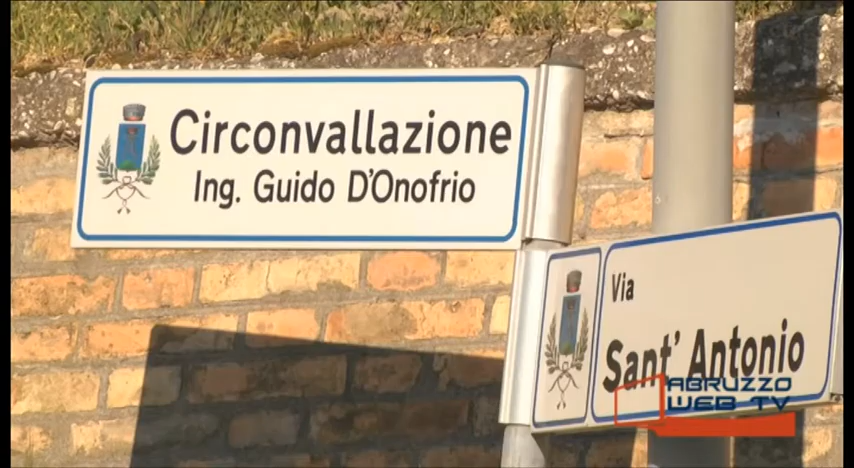 Circonvallazione
Ing. Guido D'Onofrio
Via
Sant' Antonio
ABRUZZO
WEB TV